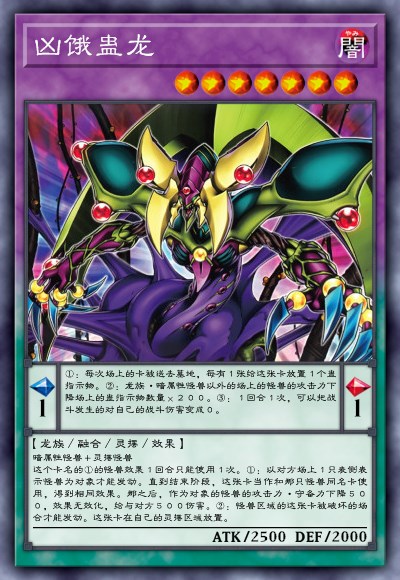 凶饿蛊龙
やみ
闇
①：每次场上的卡被送去墓地，每有1张给这张卡放置1个蛊
指示物。②：龙族·暗属性怪兽以外的场上的怪兽的攻击力下
降场上的蛊指示物数量×200。③：1回合1次，可以把战
斗发生的对自己的战斗伤害变成0。
1
1
【龙族／融合／灵摆／效果】
暗属性怪兽＋灵摆怪兽
这个卡名的①的怪兽效果1回合只能使用1次。①：以对方场上1只表侧表
示怪兽为对象才能发动。直到结束阶段，这张卡当作和那只怪兽同名卡使
用，得到相同效果。那之后，作为对象的怪兽的攻击力·守备力下降50
0，效果无效化，给与对方500伤害。②：怪兽区域的这张卡被破坏的场
合才能发动。这张卡在自己的灵摆区域放置。
ATK/2500 DEF/2000